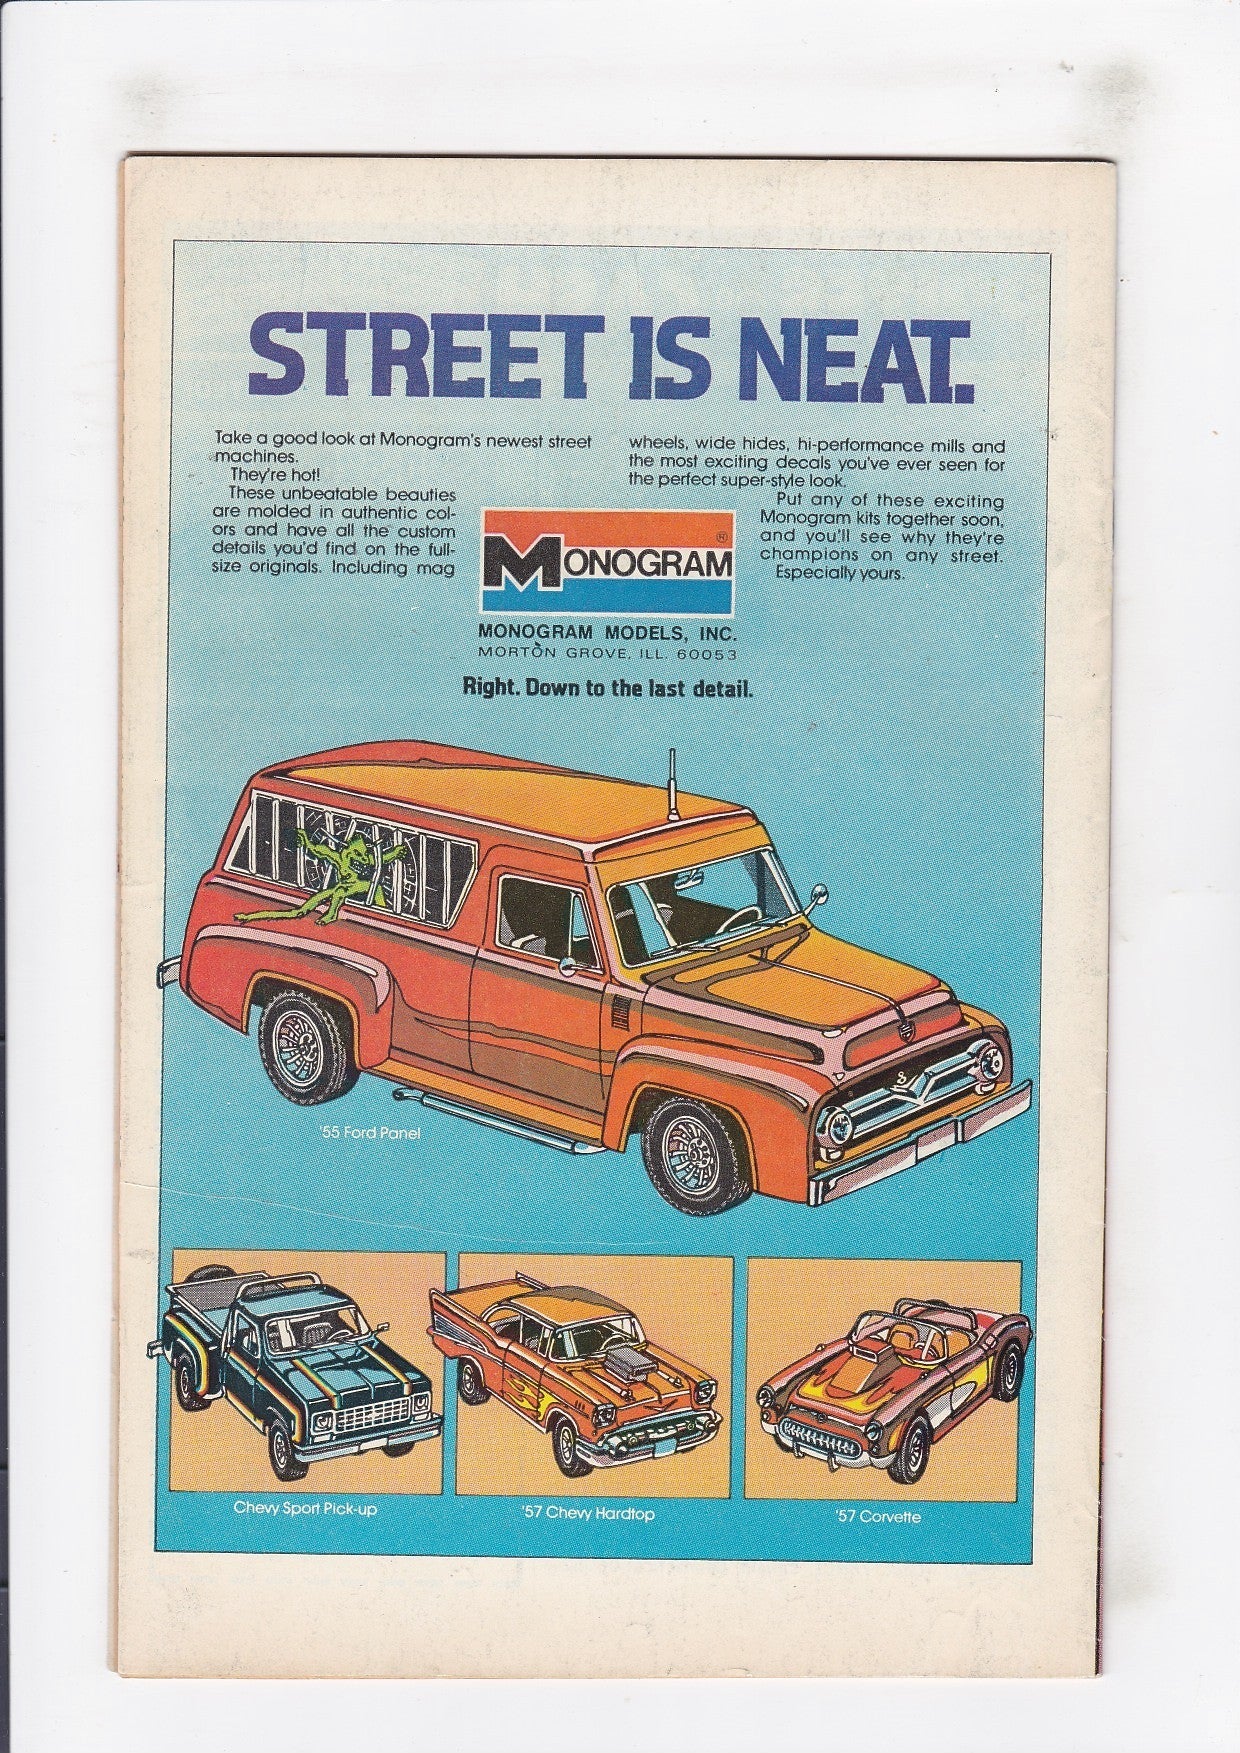 STREET IS NEAT.
Take a good look at Monogram's newest street
machines.
They're hot!
These unbeatable beauties
are molded in authentic col-
ors and have all the custom
details you'd find on the full-
size originals. Including mag
wheels, wide hides, hi-performance mills and
the most exciting decals you've ever seen for
the perfect super-style look.
Put any of these exciting
Monogram kits together soon,
and you'll see why they're
champions on any street.
Especially yours.
MONOGRAM®
MONOGRAM MODELS, INC.
MORTON GROVE, ILL. 60053
Right. Down to the last detail.
'55 Ford Panel
Chevy Sport Pick-up
'57 Chevy Hardtop
'57 Corvette